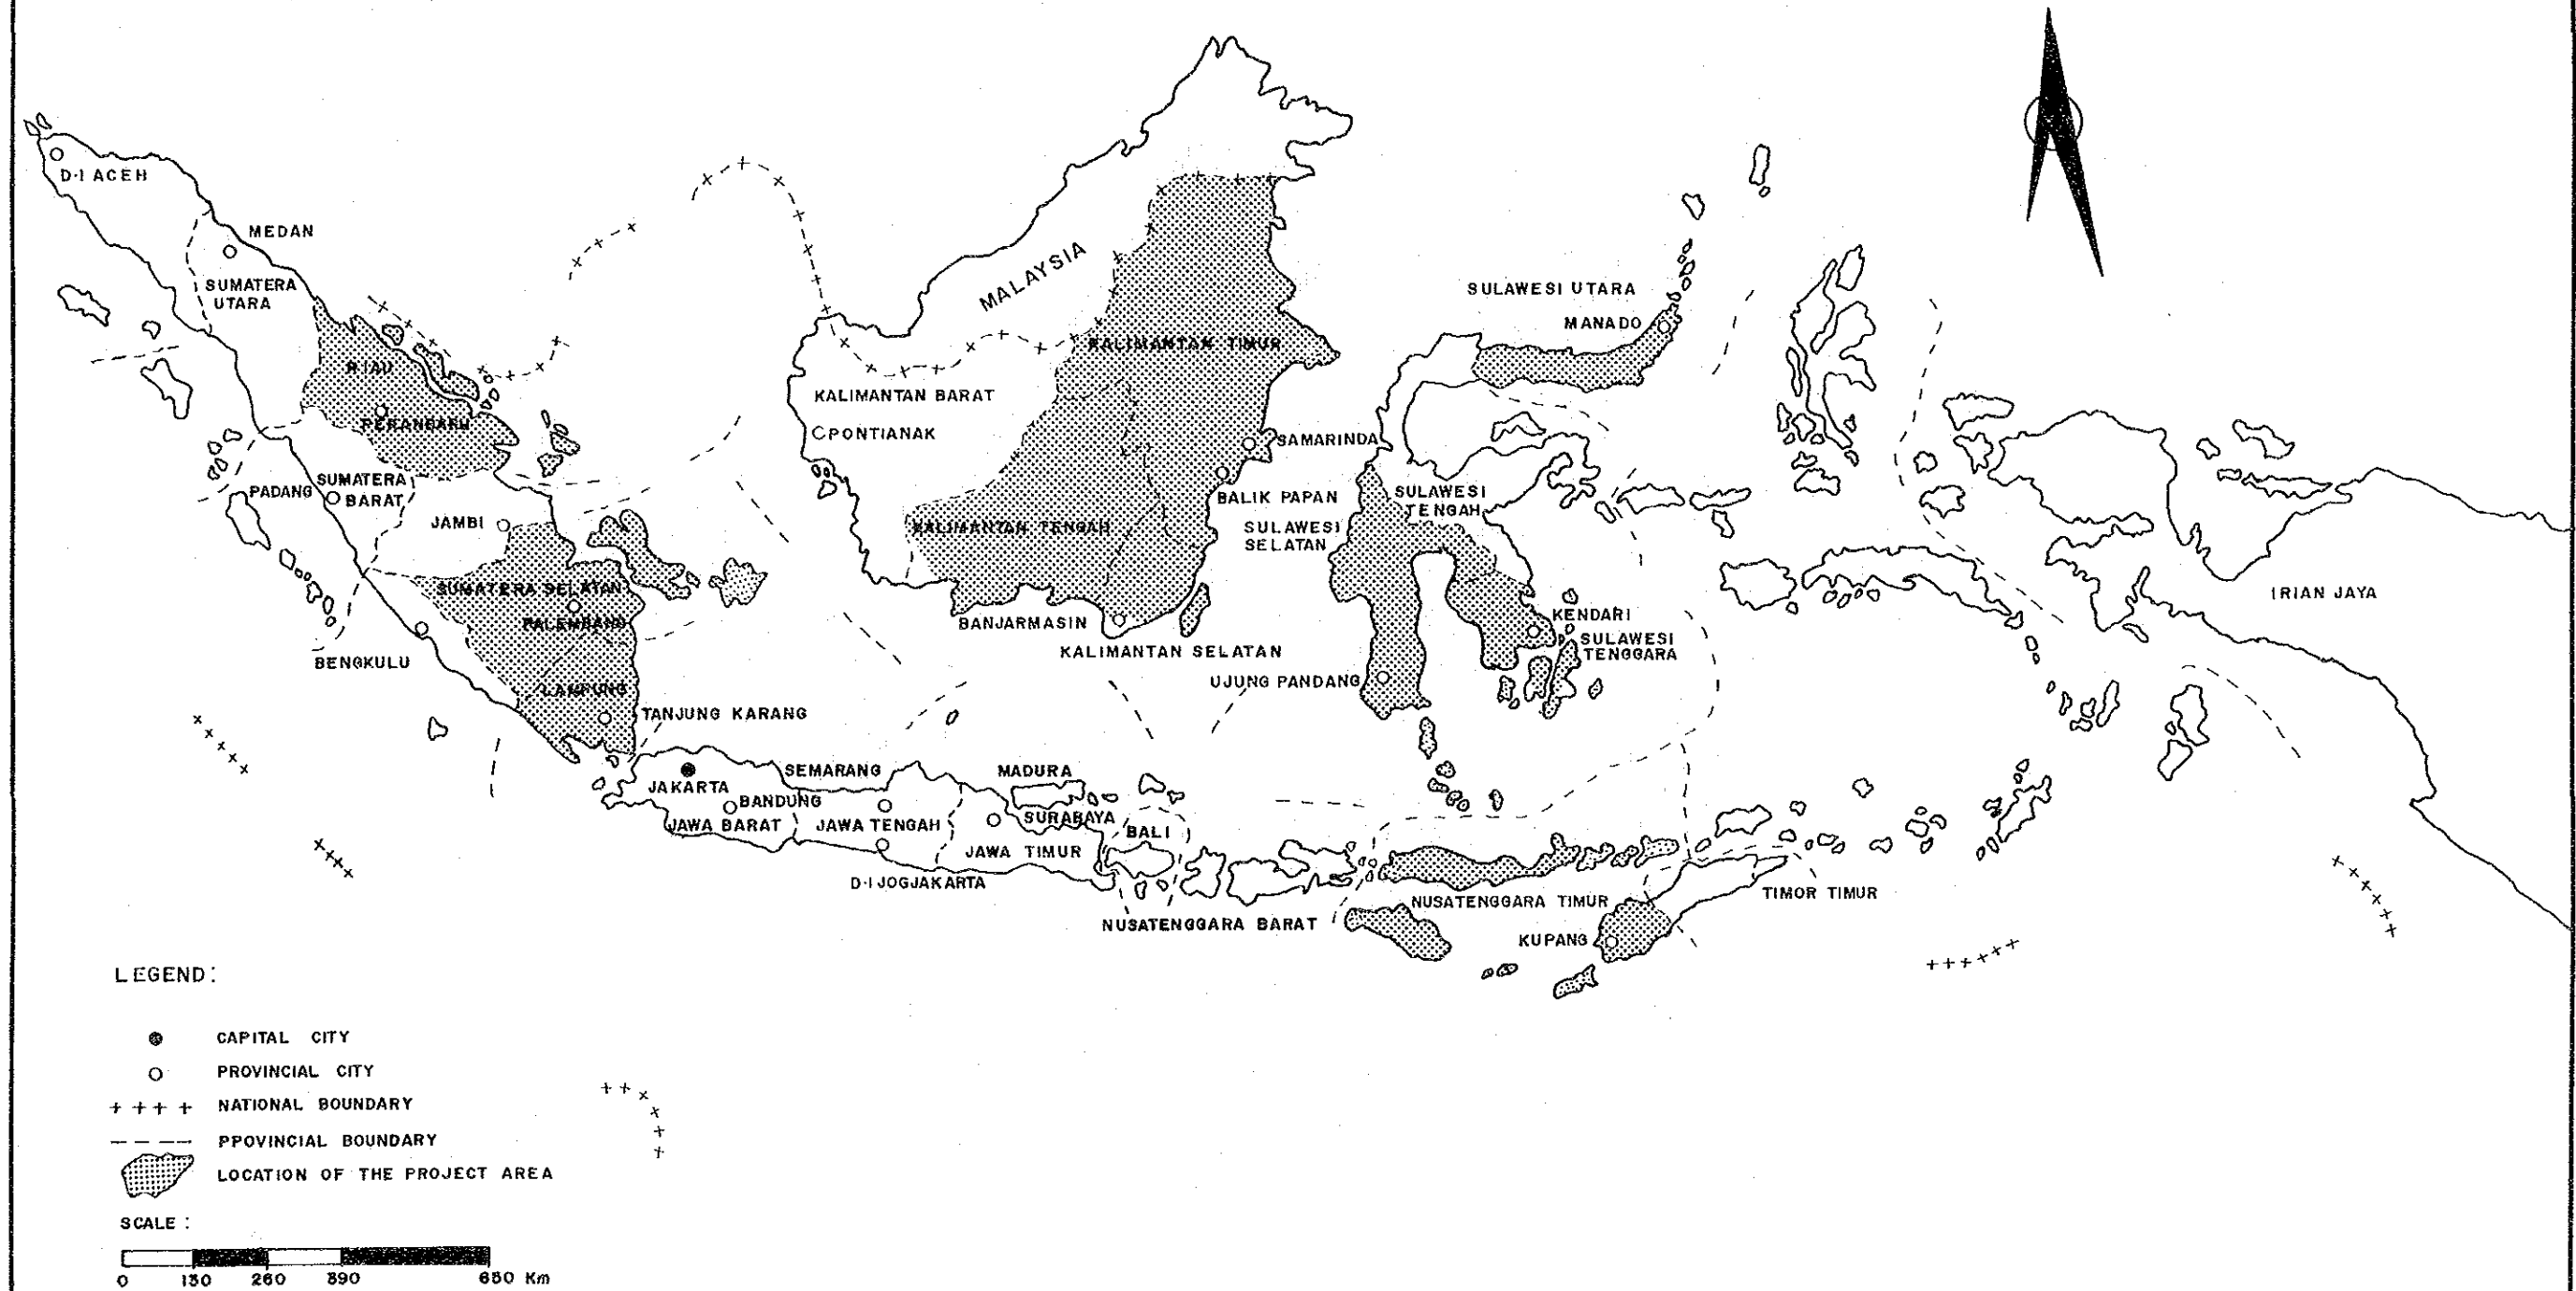 D·I ACEH
MEDAN
SUMATERA
UTARA
RIAU
PEKANBARU
PADANG
SUMATERA
BARAT
JAMBI
SUMATERA SELATAN
PALEMBANG
BENGKULU
LAMPUNG
TANJUNG KARANG
MALAYSIA
KALIMANTAN TIMUR
KALIMANTAN BARAT
PONTIANAK
SAMARINDA
BALIK PAPAN
KALIMANTAN TENGAH
BANJARMASIN
KALIMANTAN SELATAN
SULAWESI UTARA
MANADO
SULAWESI
TENGAH
SULAWESI
SELATAN
KENDARI
SULAWESI
TENGGARA
UJUNG PANDANG
IRIAN JAYA
JAKARTA
BANDUNG
JAWA BARAT
SEMARANG
JAWA TENGAH
D·I JOGJAKARTA
MADURA
SURABAYA
JAWA TIMUR
BALI
NUSATENGGARA BARAT
NUSATENGGARA TIMUR
KUPANG
TIMOR TIMUR
LEGEND:
CAPITAL CITY
PROVINCIAL CITY
NATIONAL BOUNDARY
PPOVINCIAL BOUNDARY
LOCATION OF THE PROJECT AREA
SCALE :
0 130 260 390 650 Km